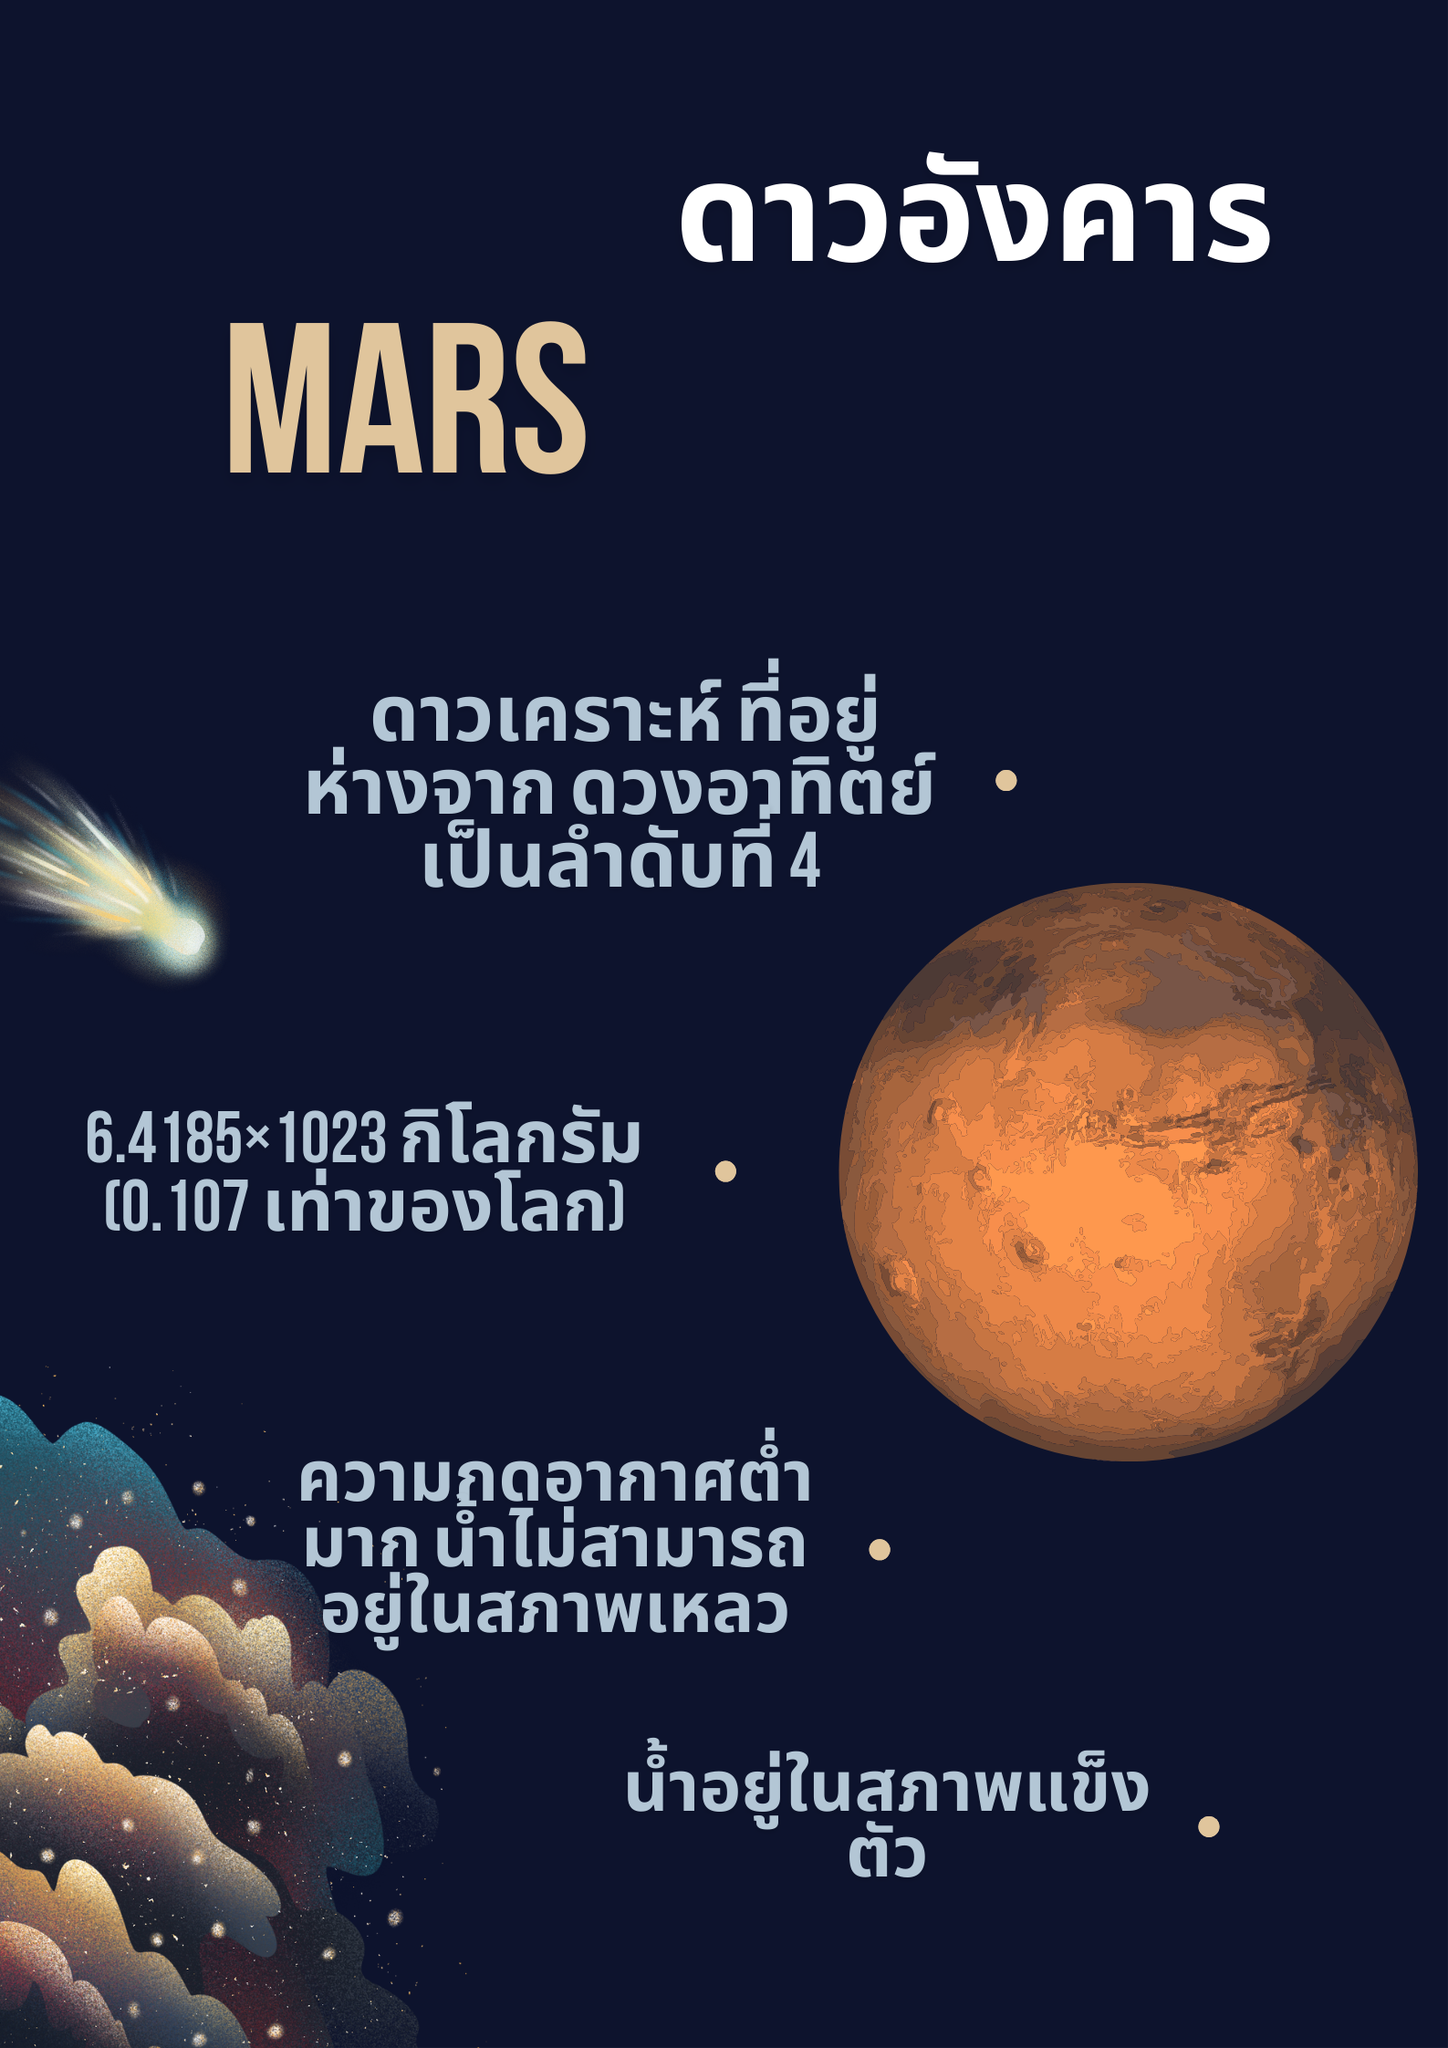 ดาวอังคาร
MARS
ดาวเคราะห์ ที่อยู่
ห่างจาก ดวงอาทิตย์
เป็นลำดับที่ 4
6.4185×1023 กิโลกรัม
(0.107 เท่าของโลก)
ความกดอากาศต่ำ
มาก น้ำไม่สามารถ
อยู่ในสภาพเหลว
น้ำอยู่ในสภาพแข็ง
ตัว